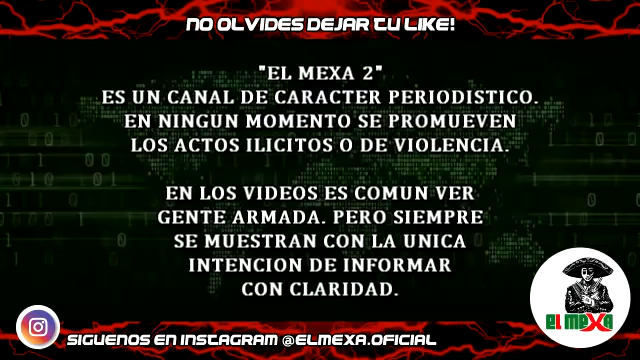 NO OLVIDES DEJAR TU LIKE!
"EL MEXA 2"
ES UN CANAL DE CARACTER PERIODISTICO.
EN NINGUN MOMENTO SE PROMUEVEN
LOS ACTOS ILICITOS O DE VIOLENCIA.
EN LOS VIDEOS ES COMUN VER
GENTE ARMADA. PERO SIEMPRE
SE MUESTRAN CON LA UNICA
INTENCION DE INFORMAR
CON CLARIDAD.
EL MEXA
SIGUENOS EN INSTAGRAM @ELMEXA.OFICIAL